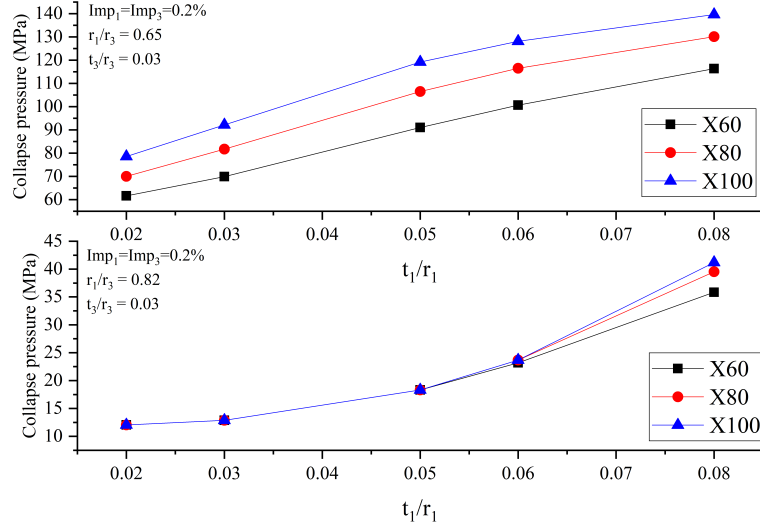 Imp₁=Imp₃=0.2%
r₁/r₃ = 0.65
t₃/r₃ = 0.03
Collapse pressure (MPa)
140
130
120
110
100
90
80
70
60
X60
X80
X100
0.02 0.03 0.04 0.05 0.06 0.07 0.08
t₁/r₁
Imp₁=Imp₃=0.2%
r₁/r₃ = 0.82
t₃/r₃ = 0.03
Collapse pressure (MPa)
45
40
35
30
25
20
15
10
X60
X80
X100
0.02 0.03 0.04 0.05 0.06 0.07 0.08
t₁/r₁